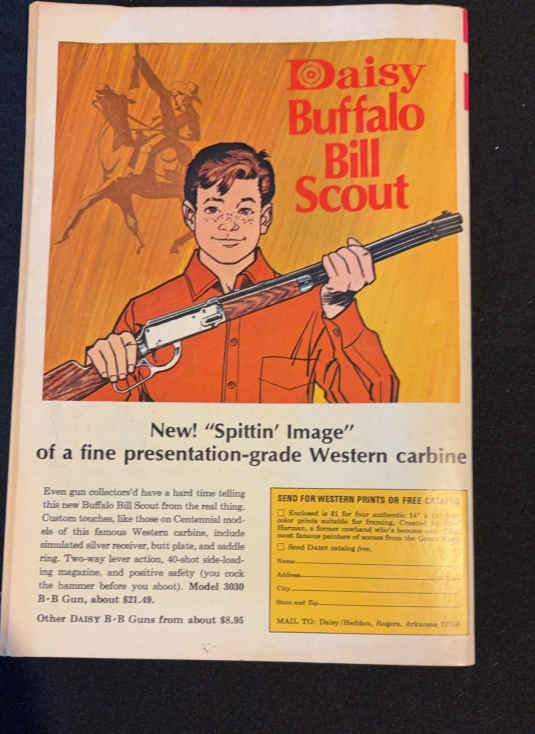 Daisy
Buffalo
Bill
Scout
New! “Spittin’ Image”
of a fine presentation-grade Western carbine
Even gun collectors'd have a hard time telling
this new Buffalo Bill Scout from the real thing.
Custom touches, like those on Centennial mod-
els of this famous Western carbine, include
simulated silver receiver, butt plate, and saddle
ring. Two-way lever action, 40-shot side-load-
ing magazine, and positive safety (you cock
the hammer before you shoot). Model 3030
B·B Gun, about $21.49.
Other DAISY B·B Guns from about $8.95
SEND FOR WESTERN PRINTS OR FREE CATALOG
Enclosed is $1 for four authentic 14"
color prints suitable for framing. Created by
Harman, a former cowhand who's become
most famous painters of scenes from the
Send DAISY catalog free.
Name
Address
City
State and Zip
MAIL TO: Daisy/Heddon, Rogers, Arkansas